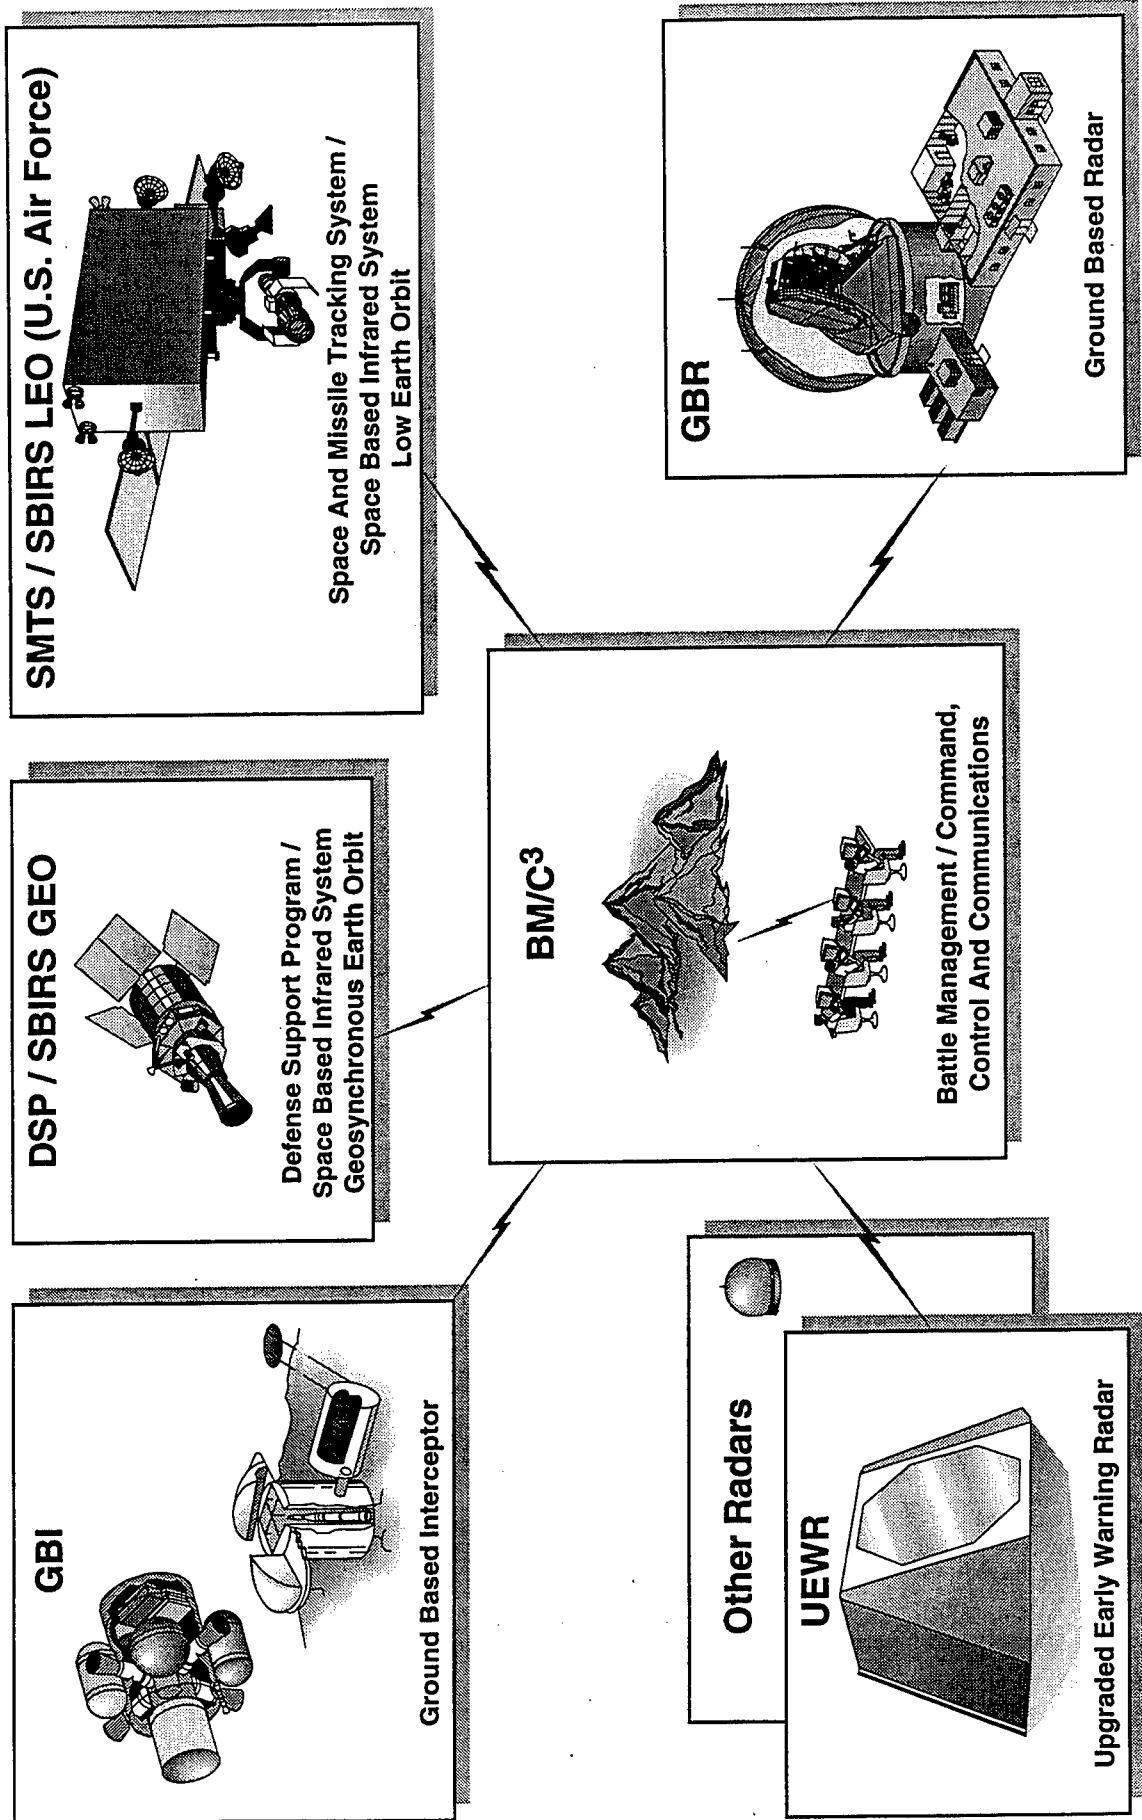 GBI
Ground Based Interceptor
DSP / SBIRS GEO
Defense Support Program /
Space Based Infrared System
Geosynchronous Earth Orbit
SMTS / SBIRS LEO (U.S. Air Force)
Space And Missile Tracking System /
Space Based Infrared System
Low Earth Orbit
BM/C³
Battle Management / Command,
Control And Communications
Other Radars
UEWR
Upgraded Early Warning Radar
GBR
Ground Based Radar